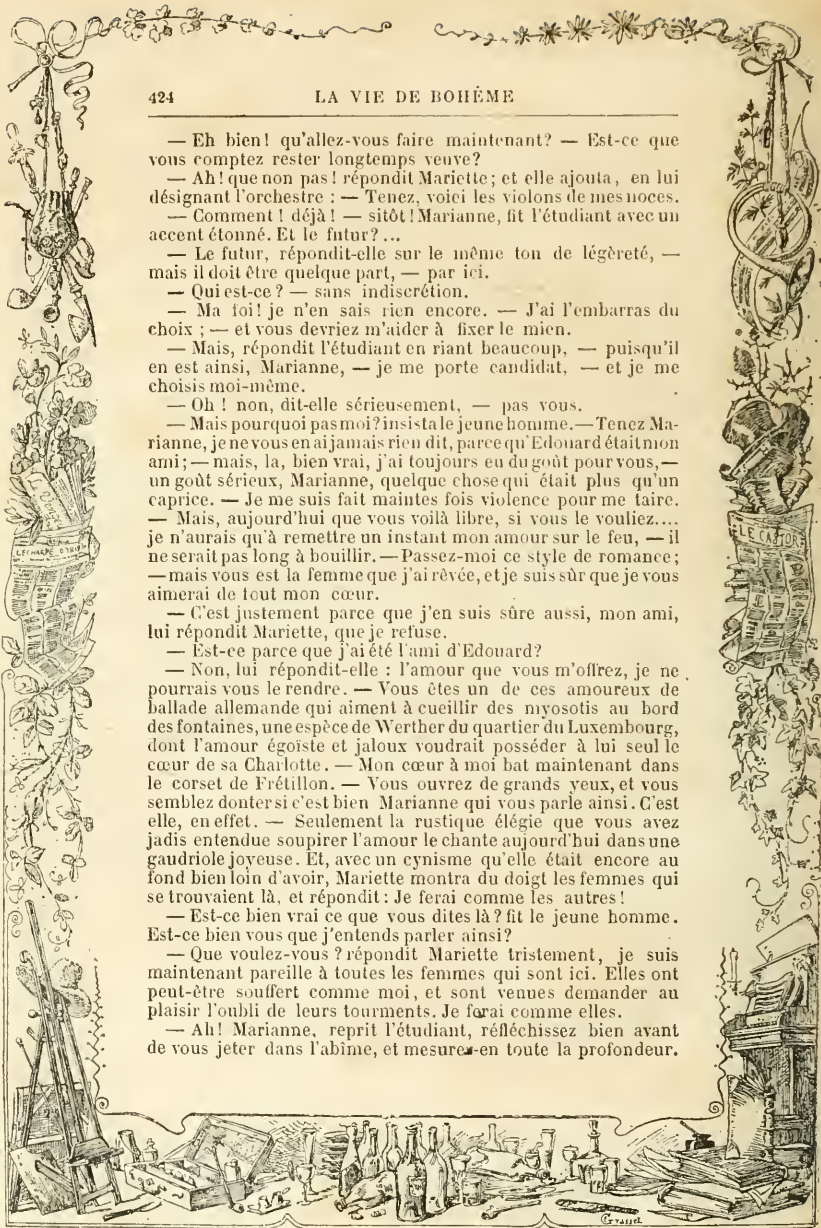 424 LA VIE DE BOHÈME
— Eh bien! qu'allez-vous faire maintenant? — Est-ce que
vous comptez rester longtemps veuve?
— Ah! que non pas! répondit Mariette; et elle ajouta, en lui
désignant l'orchestre : — Tenez, voici les violons de mes noces.
— Comment ! déjà! — sitôt! Marianne, fit l'étudiant avec un
accent étonné. Et le futur?...
— Le futur, répondit-elle sur le même ton de légèreté, —
mais il doit être quelque part, — par ici.
— Qui est-ce? — sans indiscrétion.
— Ma foi! je n'en sais rien encore. — J'ai l'embarras du
choix ; — et vous devriez m'aider à fixer le mien.
— Mais, répondit l'étudiant en riant beaucoup, — puisqu'il
en est ainsi, Marianne, — je me porte candidat, — et je me
choisis moi-même.
— Oh ! non, dit-elle sérieusement, — pas vous.
— Mais pourquoi pas moi? insista le jeune homme. — Tenez Ma-
rianne, je ne vous en ai jamais rien dit, parce qu'Edouard était mon
ami; — mais, la, bien vrai, j'ai toujours eu du goût pour vous, —
un goût sérieux, Marianne, quelque chose qui était plus qu'un
caprice. — Je me suis fait maintes fois violence pour me taire.
— Mais, aujourd'hui que vous voilà libre, si vous le vouliez....
je n'aurais qu'à remettre un instant mon amour sur le feu, — il
ne serait pas long à bouillir. — Passez-moi ce style de romance;
— mais vous est la femme que j'ai rêvée, et je suis sûr que je vous
aimerai de tout mon cœur.
— C'est justement parce que j'en suis sûre aussi, mon ami,
lui répondit Mariette, que je refuse.
— Est-ce parce que j'ai été l'ami d'Edouard?
— Non, lui répondit-elle : l'amour que vous m'offrez, je ne
pourrais vous le rendre. — Vous êtes un de ces amoureux de
ballade allemande qui aiment à cueillir des myosotis au bord
des fontaines, une espèce de Werther du quartier du Luxembourg,
dont l'amour égoïste et jaloux voudrait posséder à lui seul le
cœur de sa Charlotte. — Mon cœur à moi bat maintenant dans
le corset de Frétillon. — Vous ouvrez de grands yeux, et vous
semblez donter si c'est bien Marianne qui vous parle ainsi. C'est
elle, en effet. — Seulement la rustique élégie que vous avez
jadis entendue soupirer l'amour le chante aujourd'hui dans une
gaudriole joyeuse. Et, avec un cynisme qu'elle était encore au
fond bien loin d'avoir, Mariette montra du doigt les femmes qui
se trouvaient là, et répondit : Je ferai comme les autres!
— Est-ce bien vrai ce que vous dites là? fit le jeune homme.
Est-ce bien vous que j'entends parler ainsi?
— Que voulez-vous ? répondit Mariette tristement, je suis
maintenant pareille à toutes les femmes qui sont ici. Elles ont
peut-être souffert comme moi, et sont venues demander au
plaisir l'oubli de leurs tourments. Je ferai comme elles.
— Ah! Marianne, reprit l'étudiant, réfléchissez bien avant
de vous jeter dans l'abîme, et mesurez-en toute la profondeur.
L'ECHARPE D'IRIS
LE CASTOR
Grasset